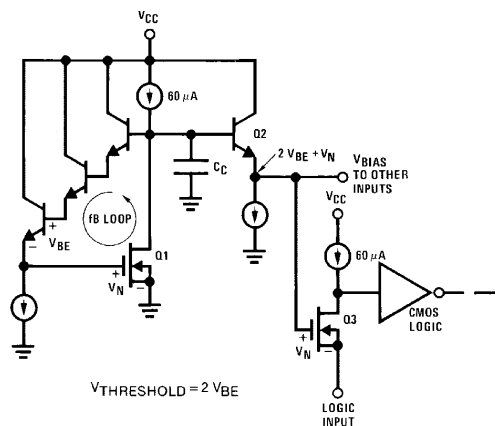 VCC
60 μA
Q2
2 VBE + VN
CC
VBIAS
TO OTHER
INPUTS
VCC
fB LOOP
+
VBE
−
Q1
+
VN
−
60 μA
Q3
+
VN
−
CMOS
LOGIC
VTHRESHOLD = 2 VBE
LOGIC
INPUT